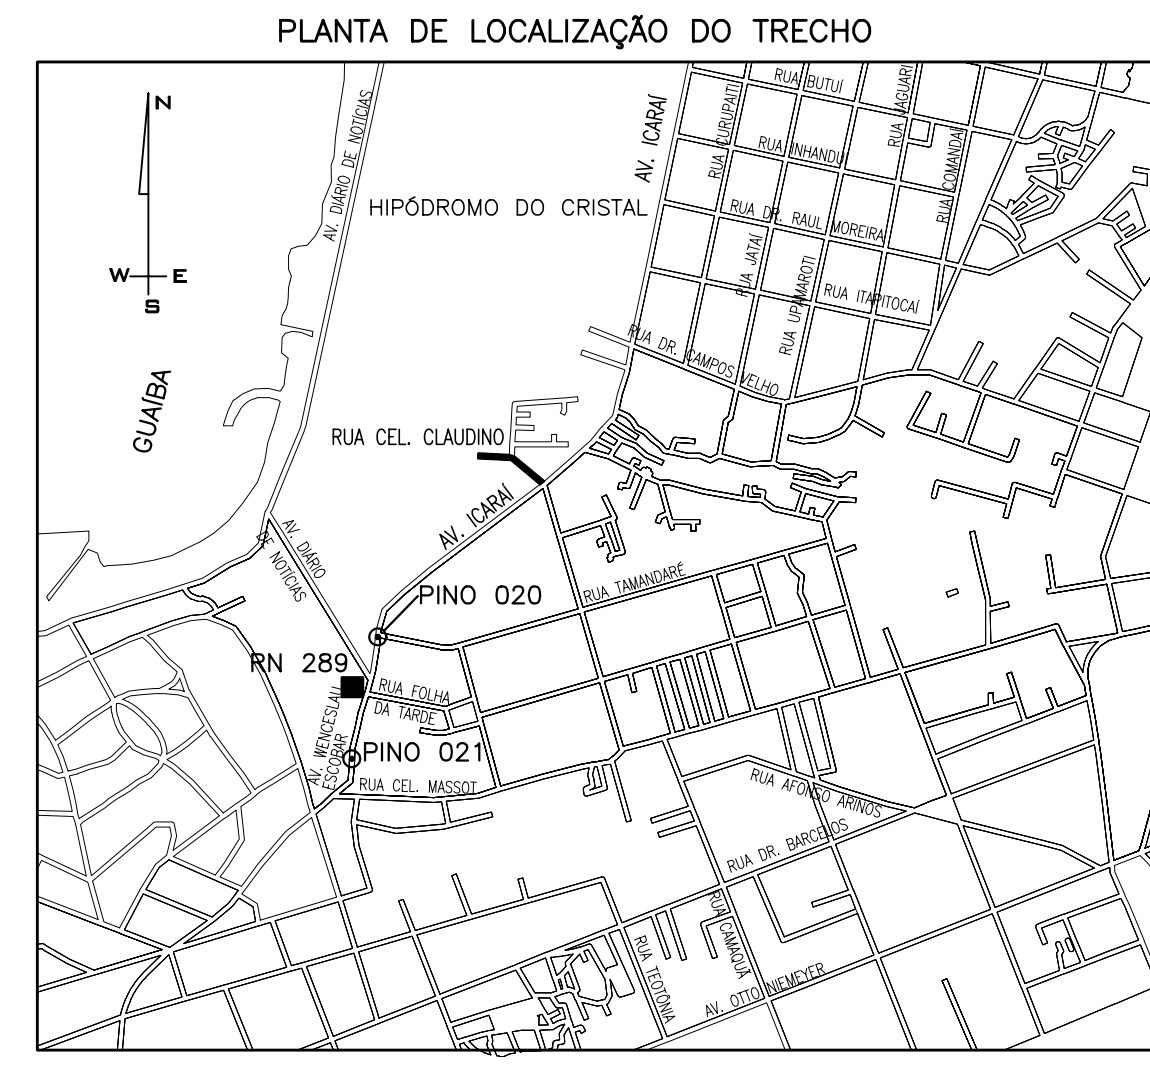 PLANTA DE LOCALIZAÇÃO DO TRECHO
N
W
E
S
GUAÍBA
AV. DIÁRIO DE NOTÍCIAS
HIPÓDROMO DO CRISTAL
AV. ICARAÍ
RUA BUTUÍ
RUA CURUPAITI
RUA JAGUARI
RUA INHANDUÍ
RUA COMANDAÍ
RUA DR. RAUL MOREIRA
RUA JATAÍ
RUA UPAMAROTI
RUA ITAPITOCAÍ
RUA DR. CAMPOS VELHO
RUA CEL. CLAUDINO
AV. ICARAÍ
AV. DIÁRIO
DE NOTÍCIAS
RUA TAMANDARÉ
PINO 020
RN 289
RUA FOLHA
DA TARDE
AV. WENCESLAU
ESCOBAR
PINO 021
RUA CEL. MASSOT
RUA AFONSO ARINOS
RUA DR. BARCELOS
RUA CAMAQUÃ
RUA TEOTÔNIA
AV. OTTO NIEMEYER